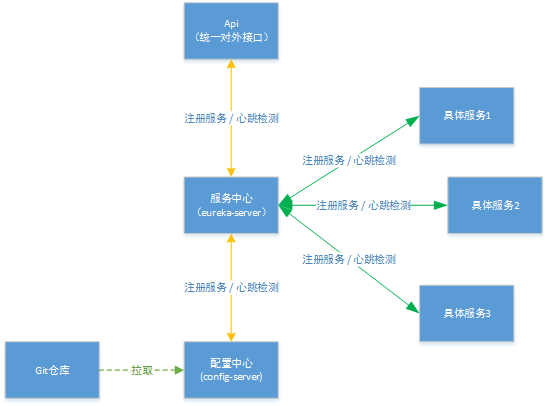 Api
（统一对外接口）
注册服务 / 心跳检测
具体服务1
注册服务 / 心跳检测
服务中心
（eureka-server）
注册服务 / 心跳检测
具体服务2
注册服务 / 心跳检测
注册服务 / 心跳检测
具体服务3
Git仓库
拉取
配置中心
(config-server)